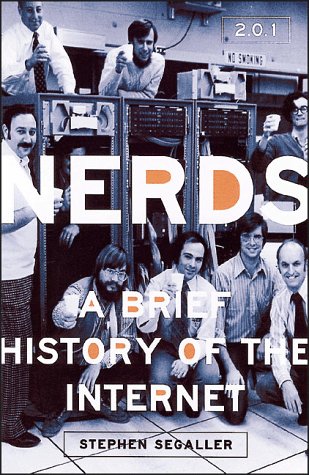 2.0.1
NO SMOKING
NERDS
A BRIEF
HISTORY OF THE
INTERNET
STEPHEN SEGALLER